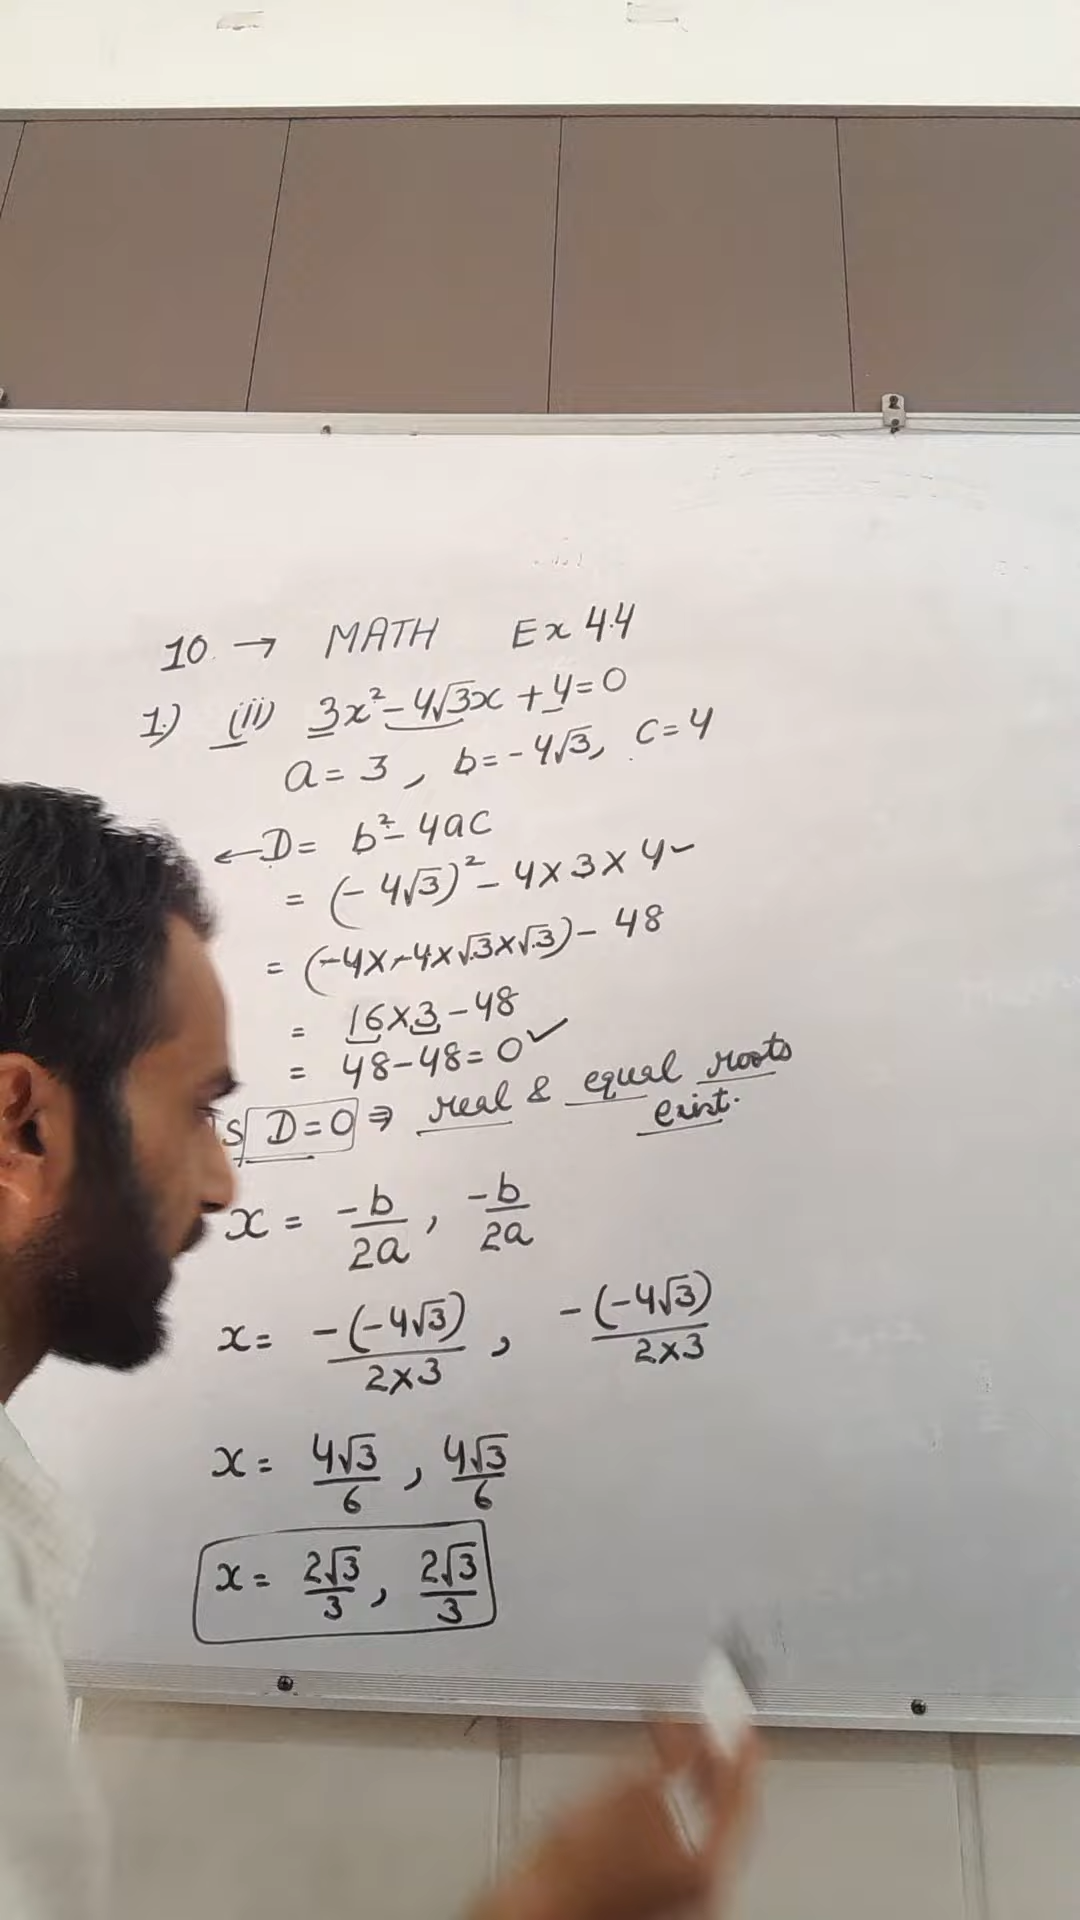 10 → MATH Ex 4.4
1.) (ii) 3x² - 4√3x + 4 = 0
a = 3, b = -4√3, c = 4
←D = b² - 4ac
= (-4√3)² - 4×3×4
= (-4×-4×√3×√3) - 48
= 16×3 - 48
= 48 - 48 = 0 ✓
S D=0 ⇒ real & equal roots
exist.
x = -b/2a, -b/2a
x = -(-4√3)/2×3, -(-4√3)/2×3
x = 4√3/6, 4√3/6
x = 2√3/3, 2√3/3